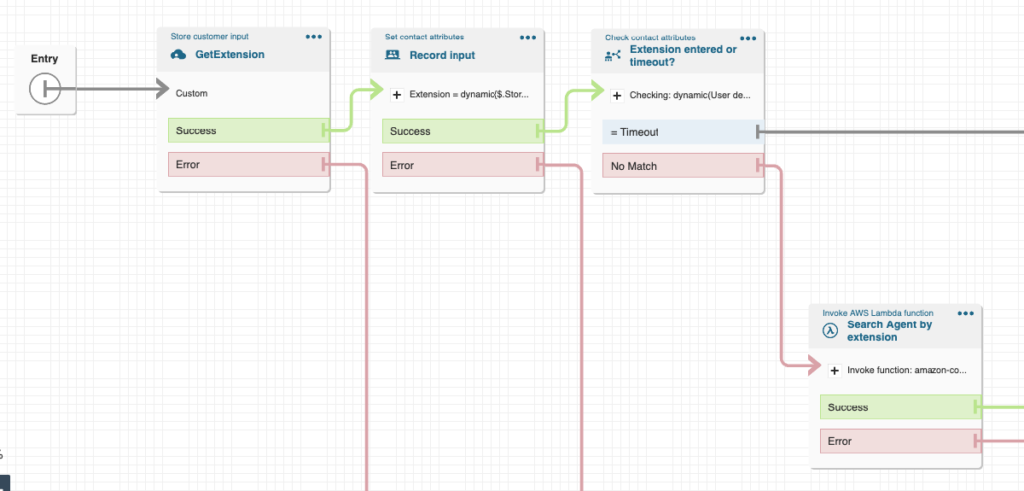 Entry
Store customer input
GetExtension
Custom
Success
Error
Set contact attributes
Record input
Extension = dynamic($.Stor...
Success
Error
Check contact attributes
Extension entered or
timeout?
Checking: dynamic(User de...
= Timeout
No Match
Invoke AWS Lambda function
Search Agent by
extension
Invoke function: amazon-co...
Success
Error
%